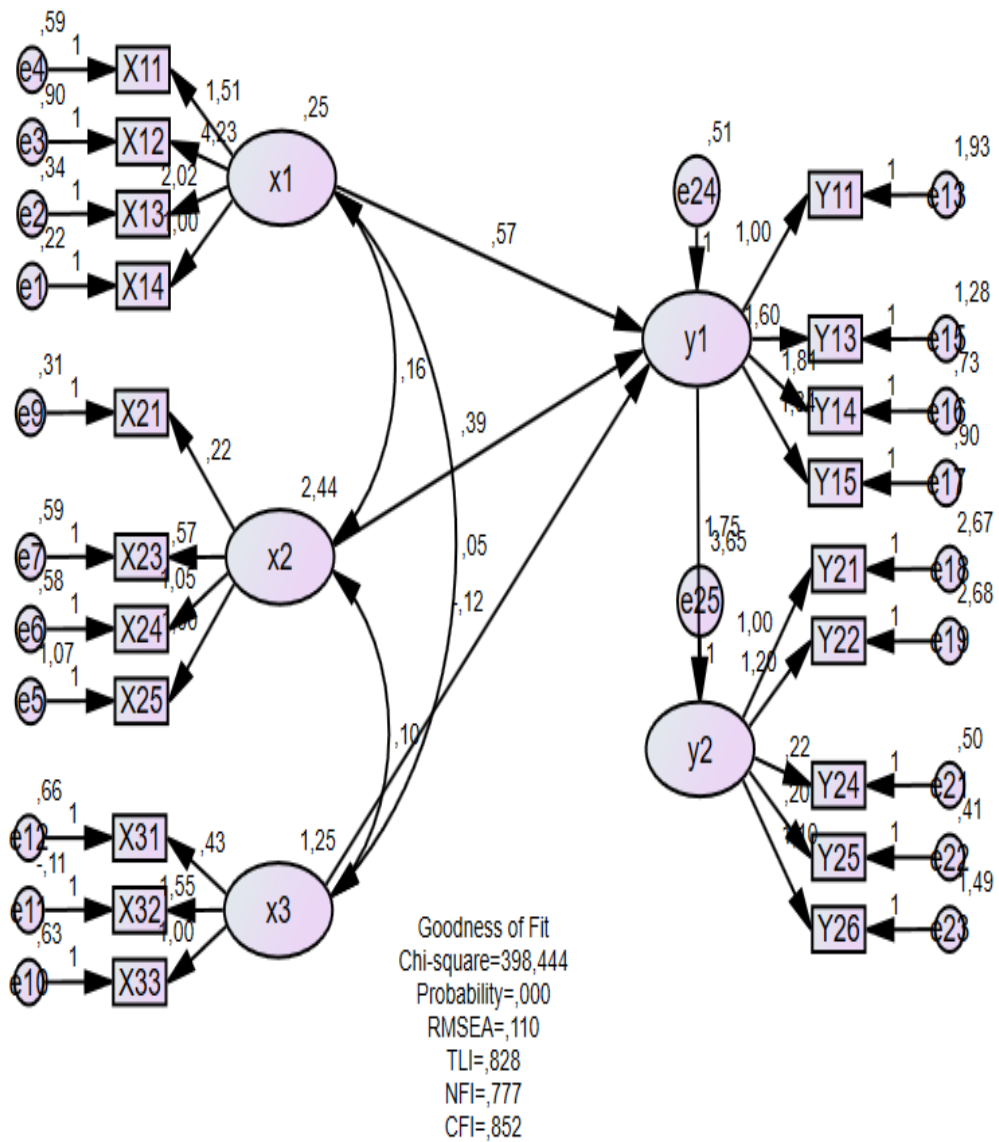 ,59
e4
1
X11
1,51
,90
e3
1
X12
4,23
,34
e2
1
X13
2,02
,22
e1
1
X14
,00
,25
x1
,57
,31
e9
1
X21
,22
,59
e7
1
X23
,57
,58
e6
1
X24
1,05
1,07
e5
1
X25
2,44
x2
,16
,39
,05
-,12
,10
,66
e12
1
X31
,43
-,11
e11
1
X32
1,55
,63
e10
1
X33
1,00
1,25
x3
,51
e24
1
y1
1,00
Y11
1
e13
1,93
1,60
Y13
1
e15
1,28
1,81
Y14
1
e16
,73
Y15
1
e17
,90
1,75
3,65
e25
1
y2
1,00
Y21
1
e18
2,67
1,20
Y22
1
e19
2,68
,22
Y24
1
e21
,50
,20
Y25
1
e22
,41
Y26
1
e23
1,49
Goodness of Fit
Chi-square=398,444
Probability=,000
RMSEA=,110
TLI=,828
NFI=,777
CFI=,852